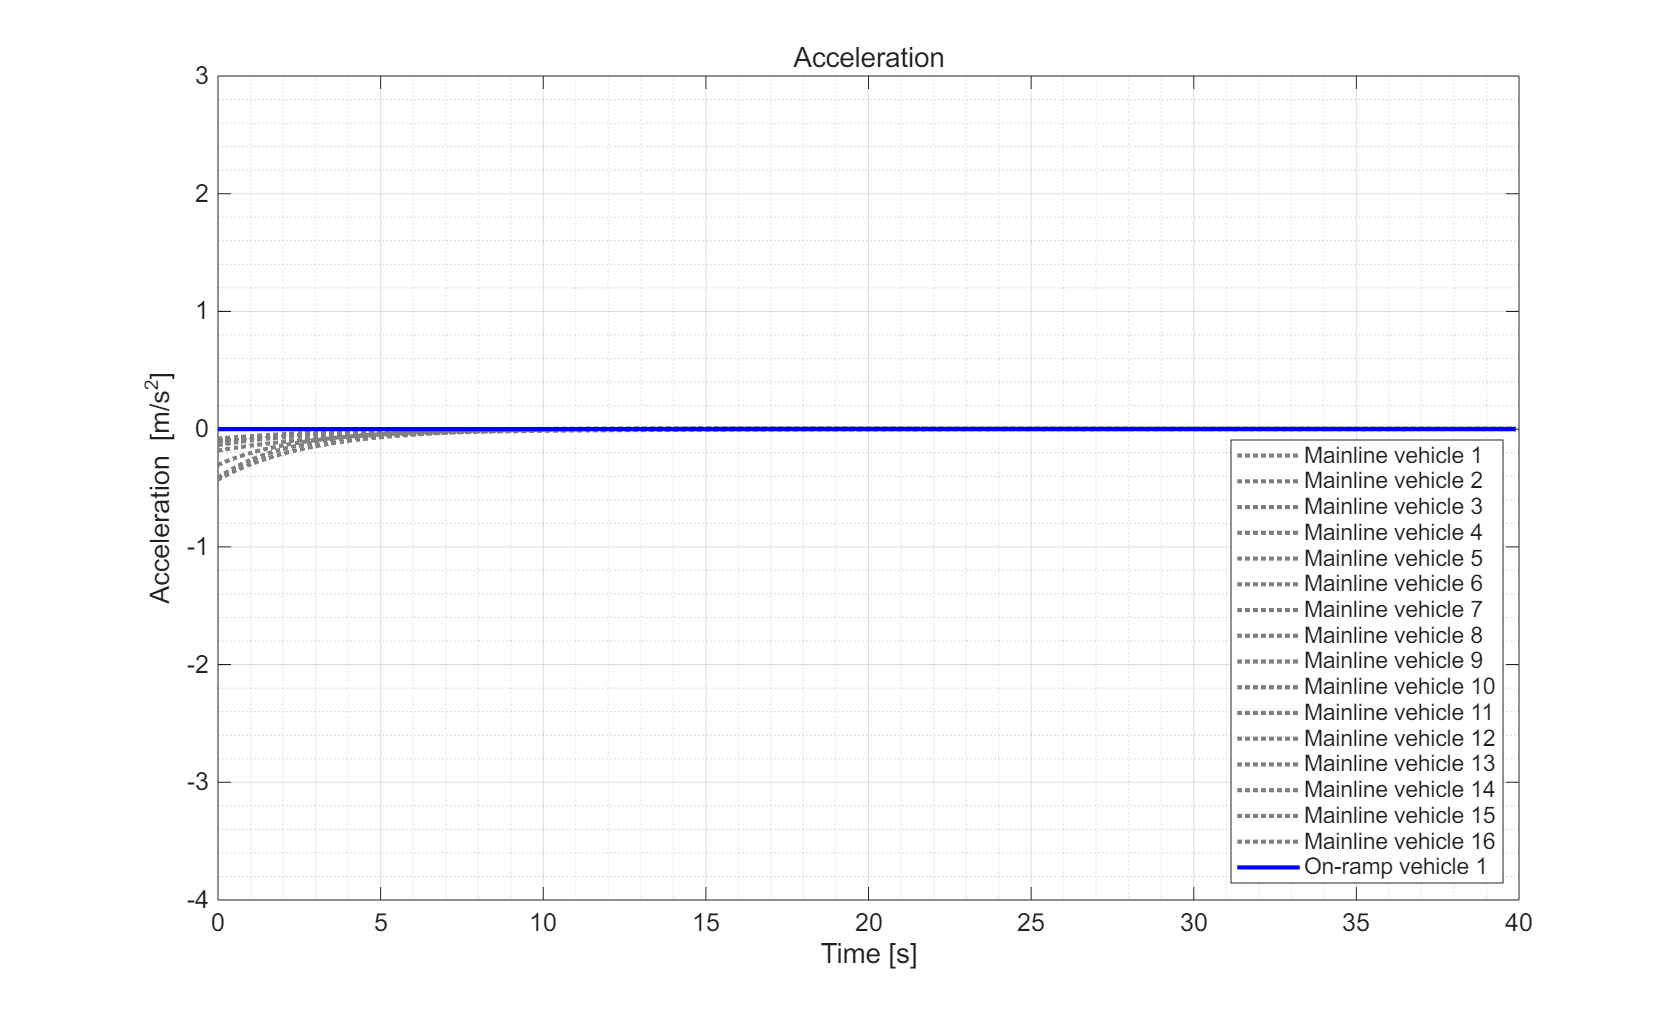 Acceleration
3
2
1
0
-1
-2
-3
-4
Acceleration [m/s²]
Mainline vehicle 1
Mainline vehicle 2
Mainline vehicle 3
Mainline vehicle 4
Mainline vehicle 5
Mainline vehicle 6
Mainline vehicle 7
Mainline vehicle 8
Mainline vehicle 9
Mainline vehicle 10
Mainline vehicle 11
Mainline vehicle 12
Mainline vehicle 13
Mainline vehicle 14
Mainline vehicle 15
Mainline vehicle 16
On-ramp vehicle 1
0 5 10 15 20 25 30 35 40
Time [s]